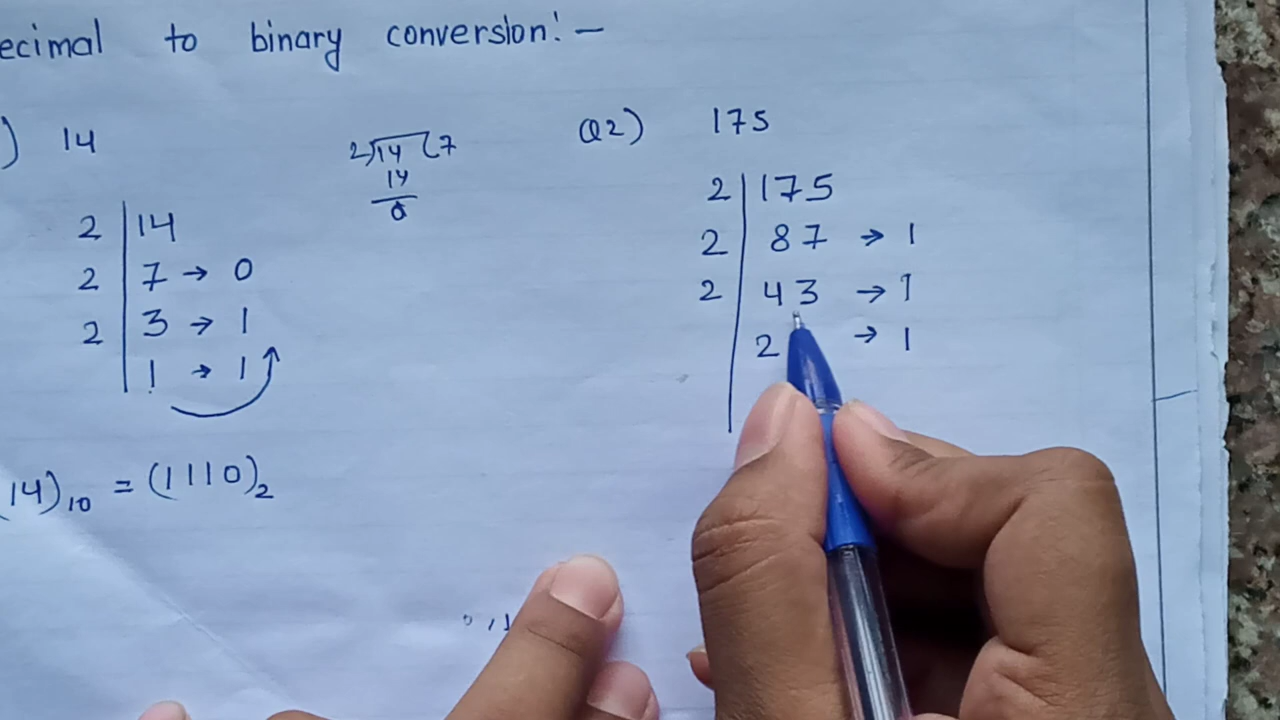 ecimal to binary conversion:-
) 14
2)14(7
14
0
2 | 14
2 | 7 → 0
2 | 3 → 1
1 → 1
14)10 = (1110)2
Q2) 175
2 | 175
2 | 87 → 1
2 | 43 → 1
2 → 1